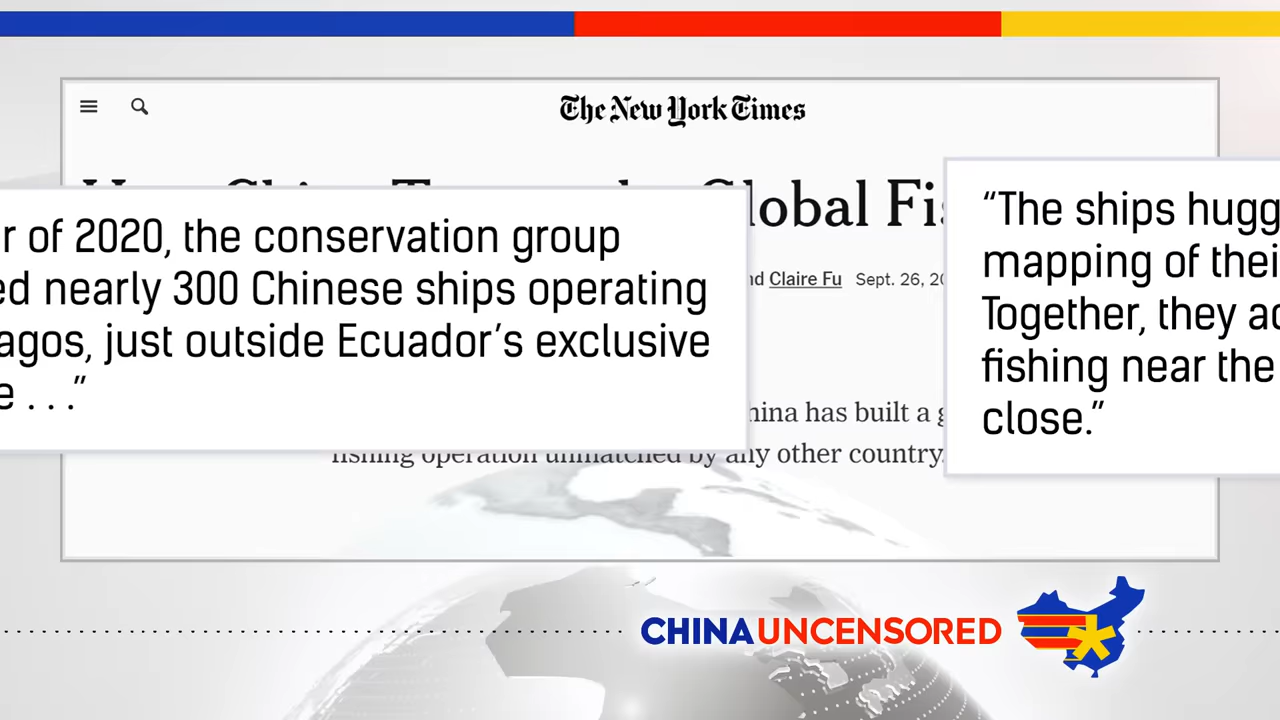 The New York Times
lobal Fi
r of 2020, the conservation group
ed nearly 300 Chinese ships operating
agos, just outside Ecuador’s exclusive
e . . .”
nd Claire Fu Sept. 26, 20
hina has built a g
fishing operation unmatched by any other country.
“The ships hugg
mapping of thei
Together, they ac
fishing near the
close.”
CHINAUNCENSORED